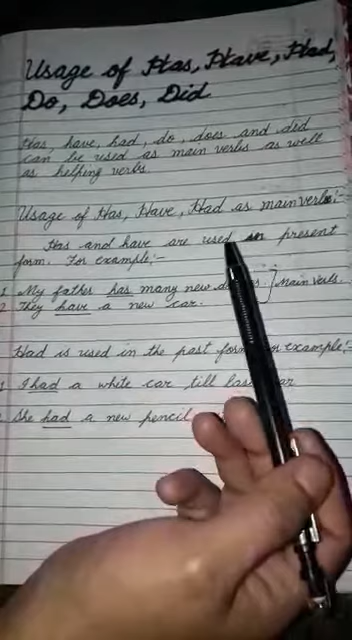 Usage of Has, Have, Had,
Do, Does, Did
Has, have, had, do, does and did
can be used as main verbs as well
as helping verbs.
Usage of Has, Have, Had as main verbs:-
Has and have are used in present
form. For example:-
1. My father has many new main verbs.
2. They have a new car.
Had is used in the past form example:-
1. I had a white car till
She had a new pencil